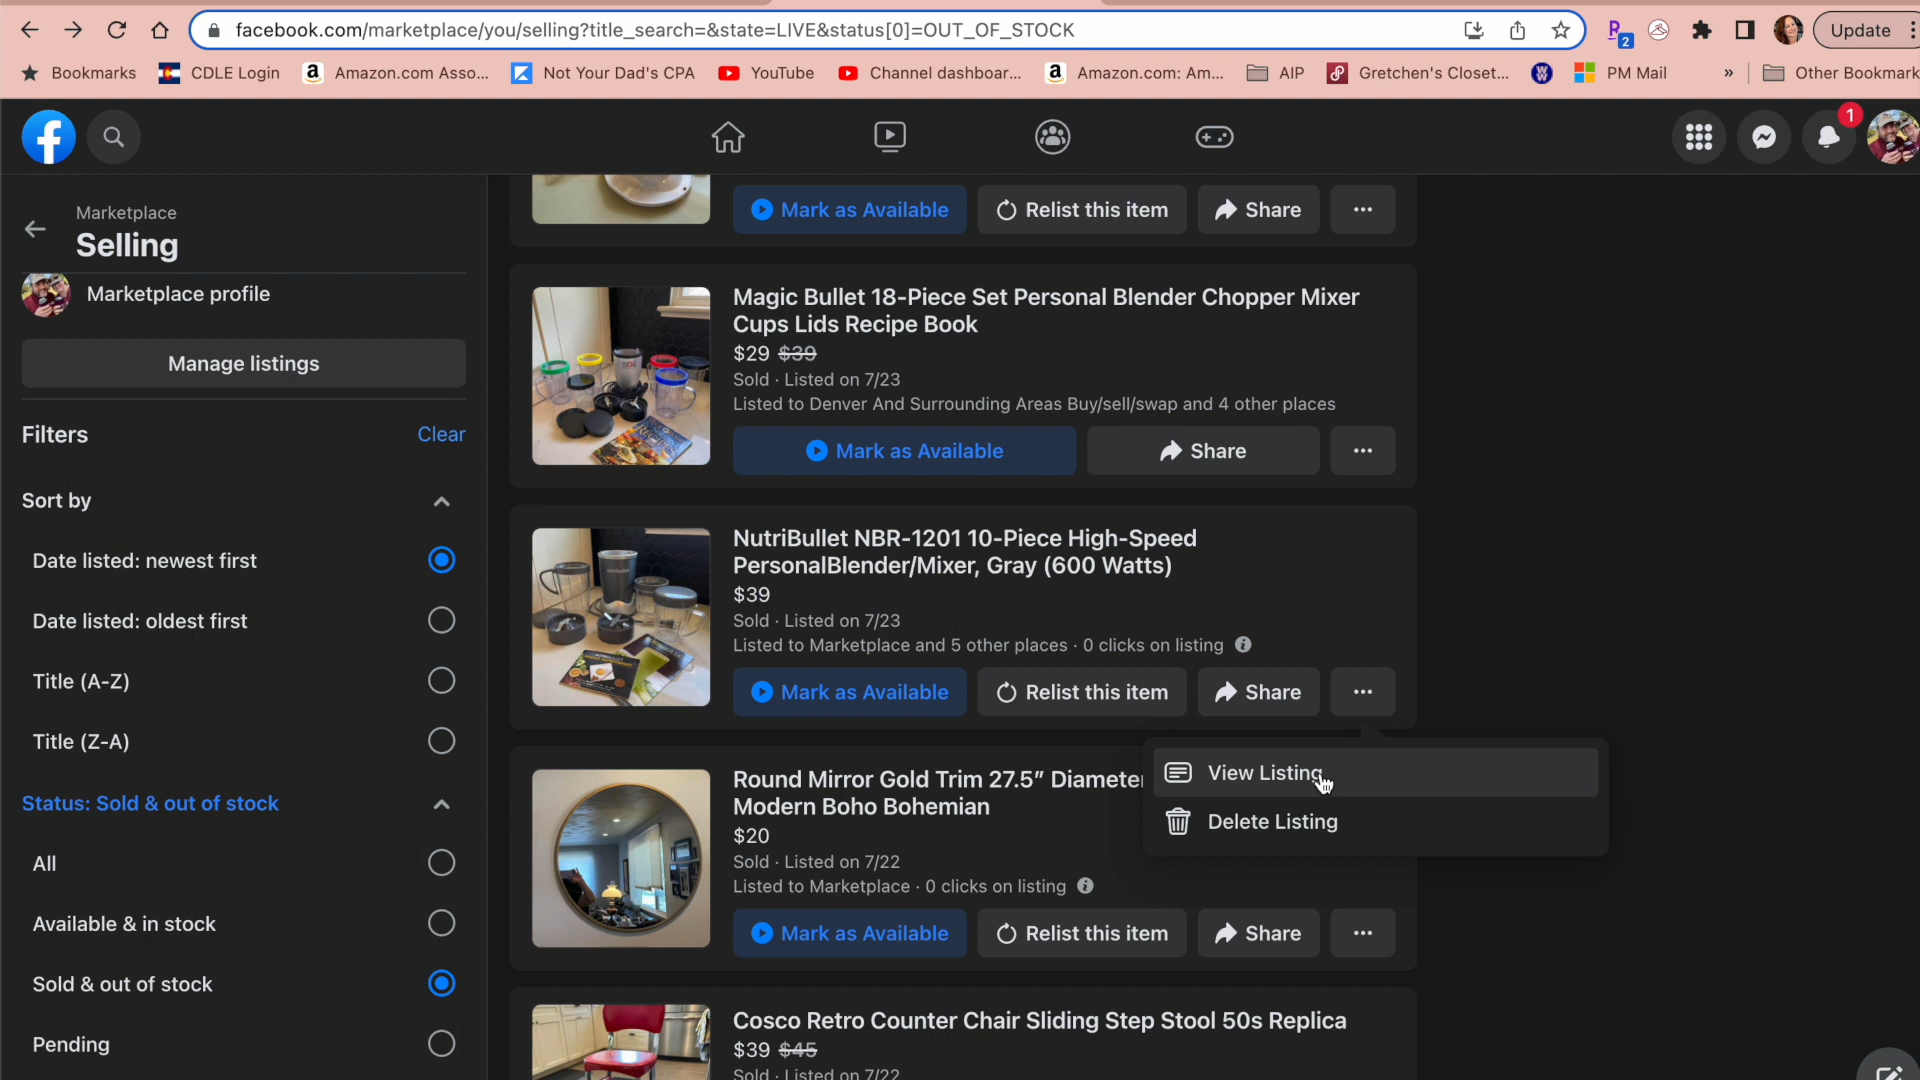 facebook.com/marketplace/you/selling?title_search=&state=LIVE&status[0]=OUT_OF_STOCK
2
Update
Bookmarks
CDLE Login
Amazon.com Asso...
Not Your Dad's CPA
YouTube
Channel dashboar...
Amazon.com: Am...
AIP
Gretchen's Closet...
PM Mail
»
Other Bookmark
1
Marketplace
Selling
Marketplace profile
Manage listings
Filters
Clear
Sort by
Date listed: newest first
Date listed: oldest first
Title (A-Z)
Title (Z-A)
Status: Sold & out of stock
All
Available & in stock
Sold & out of stock
Pending
Mark as Available
Relist this item
Share
Magic Bullet 18-Piece Set Personal Blender Chopper Mixer
Cups Lids Recipe Book
$29 $39
Sold · Listed on 7/23
Listed to Denver And Surrounding Areas Buy/sell/swap and 4 other places
Mark as Available
Share
NutriBullet NBR-1201 10-Piece High-Speed
PersonalBlender/Mixer, Gray (600 Watts)
$39
Sold · Listed on 7/23
Listed to Marketplace and 5 other places · 0 clicks on listing
Mark as Available
Relist this item
Share
View Listing
Delete Listing
Round Mirror Gold Trim 27.5” Diameter
Modern Boho Bohemian
$20
Sold · Listed on 7/22
Listed to Marketplace · 0 clicks on listing
Mark as Available
Relist this item
Share
Cosco Retro Counter Chair Sliding Step Stool 50s Replica
$39 $45
Sold · Listed on 7/22